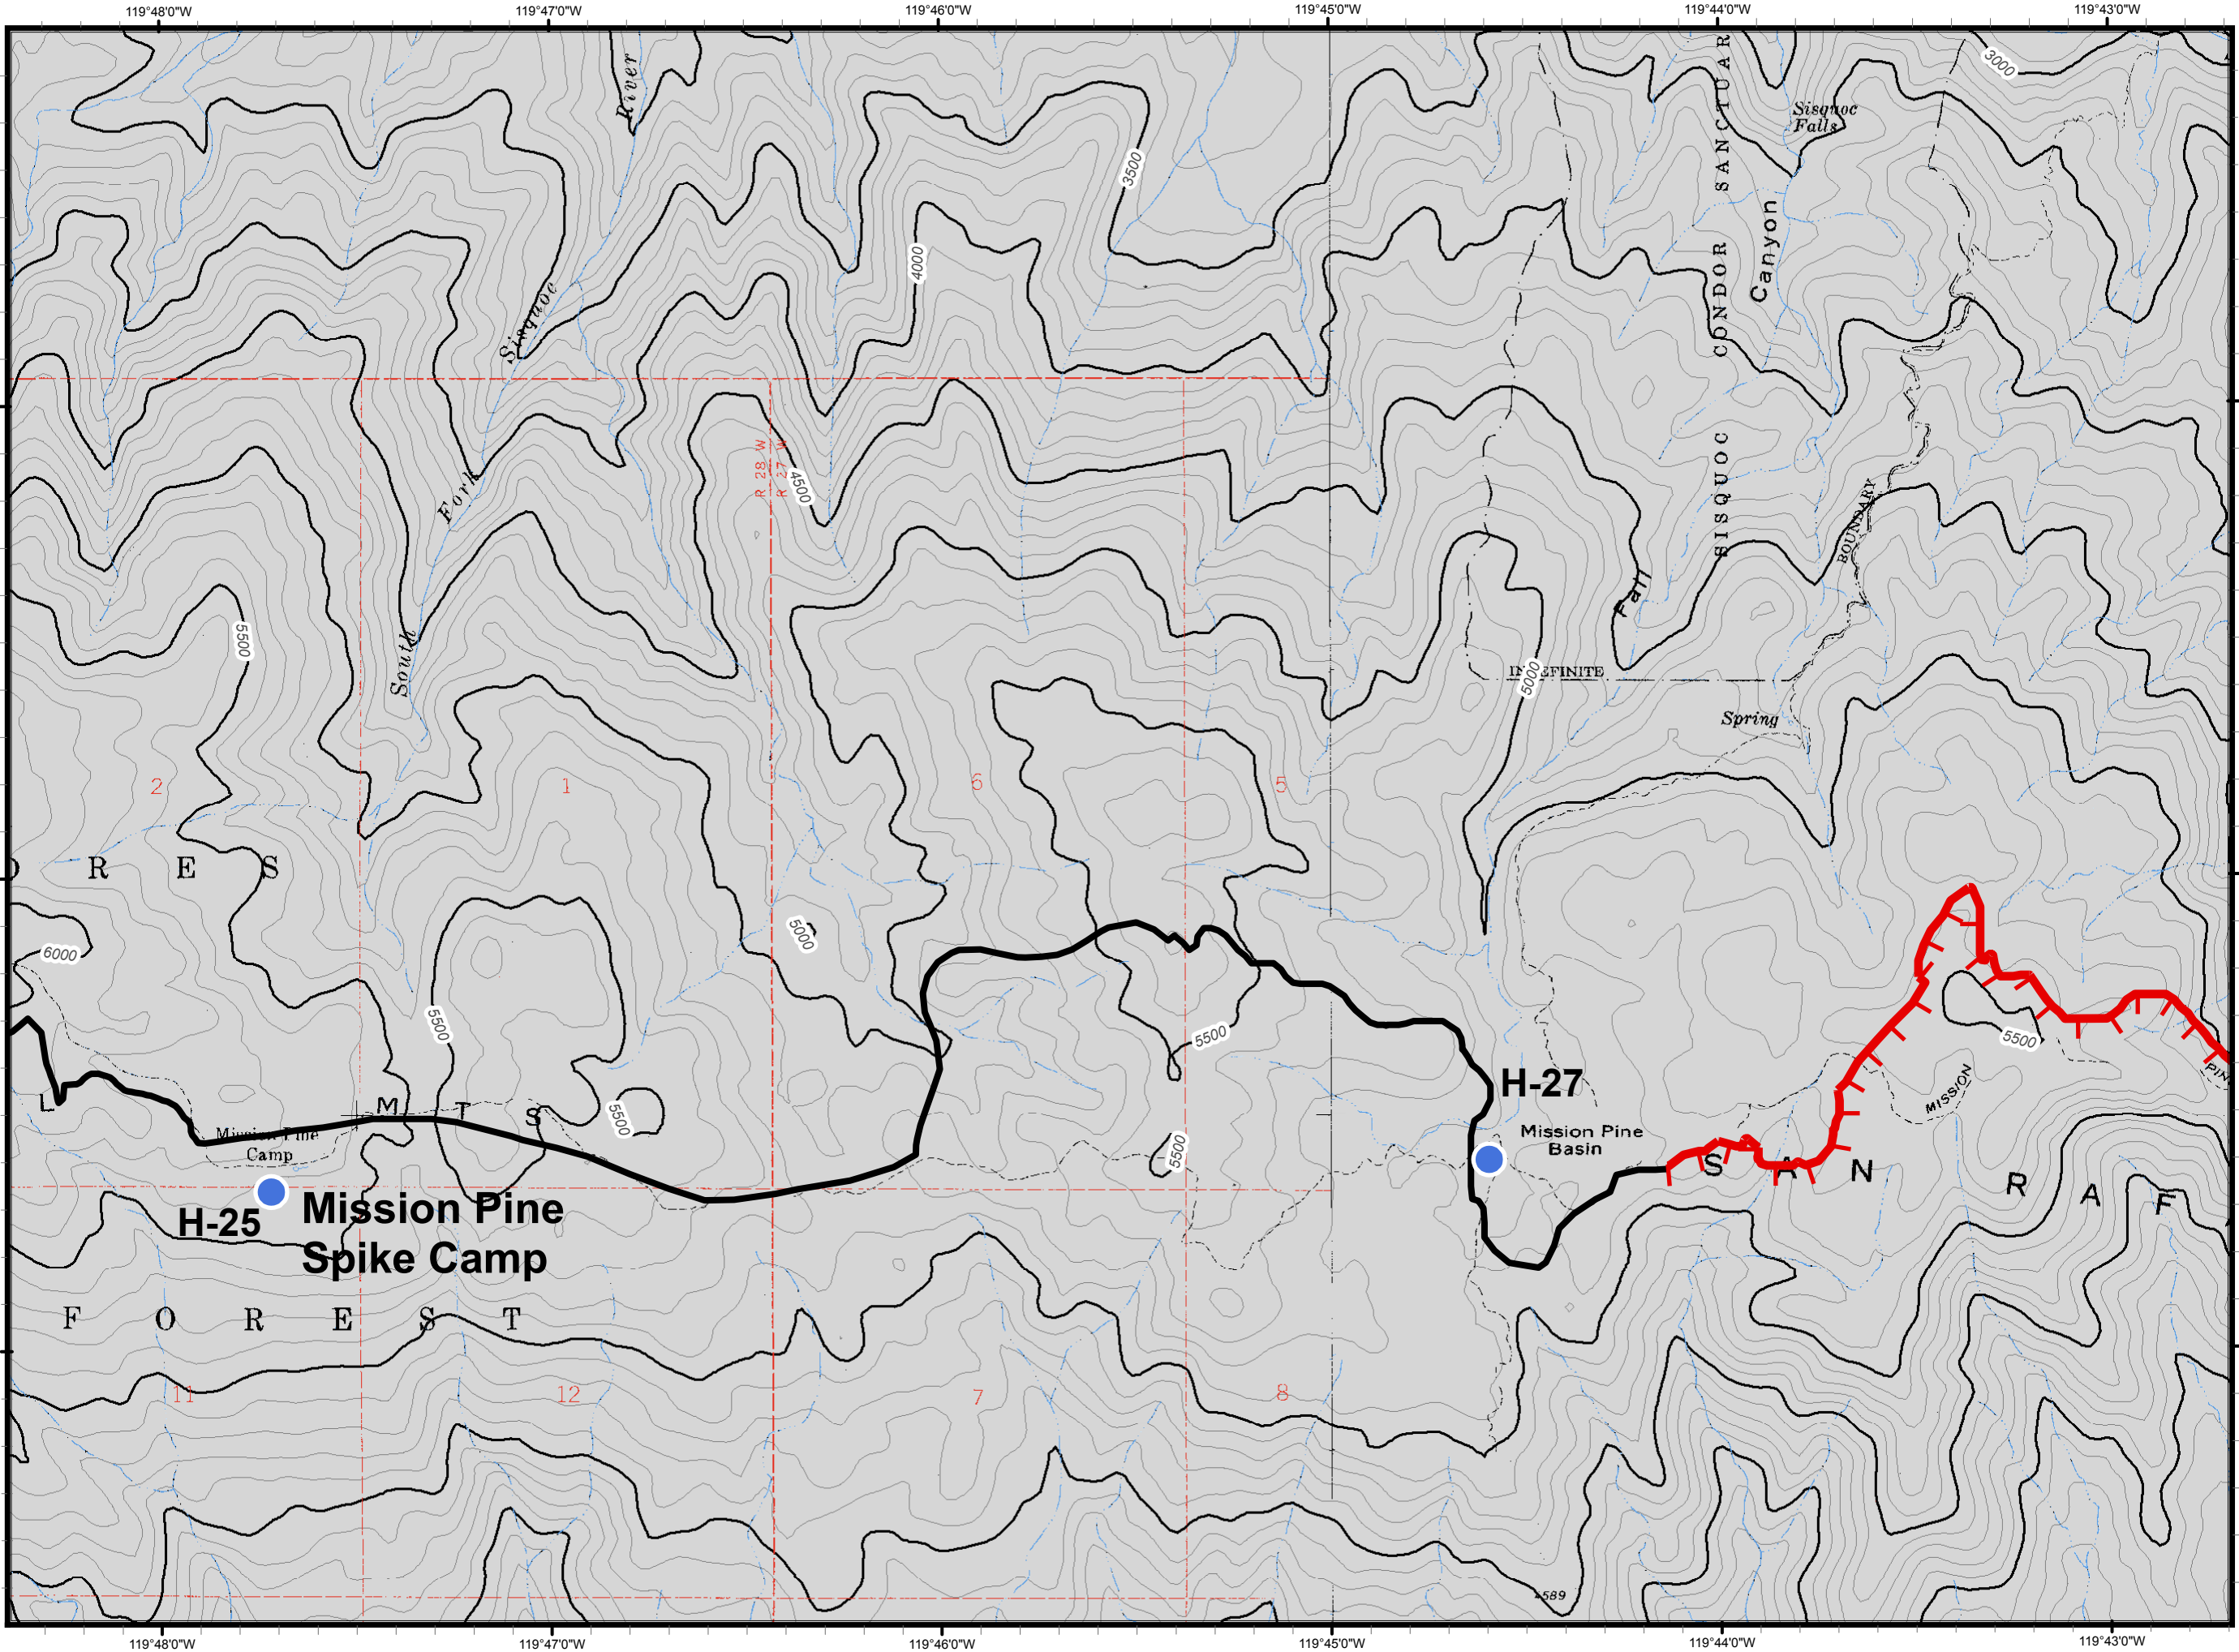 119°48'0"W
119°47'0"W
119°46'0"W
119°45'0"W
119°44'0"W
119°43'0"W
River
3500
SISQUOC CONDOR SANCTUAR
Sisquoc
Falls
3000
4000
Canyon
Sisquoc
R 28 W
R 27 W
4500
Fork
BOUNDARY
5500
South
Fall
INDEFINITE
5000
Spring
2
1
6
5
R E S
6000
5000
5500
5500
5500
MISSION
PIN
L M T S
5500
H-27
Mission Pine
Camp
Mission Pine
Basin
5500
S A N R A F
H-25
Mission Pine
Spike Camp
F O R E S T
11
12
7
8
4589
119°48'0"W
119°47'0"W
119°46'0"W
119°45'0"W
119°44'0"W
119°43'0"W